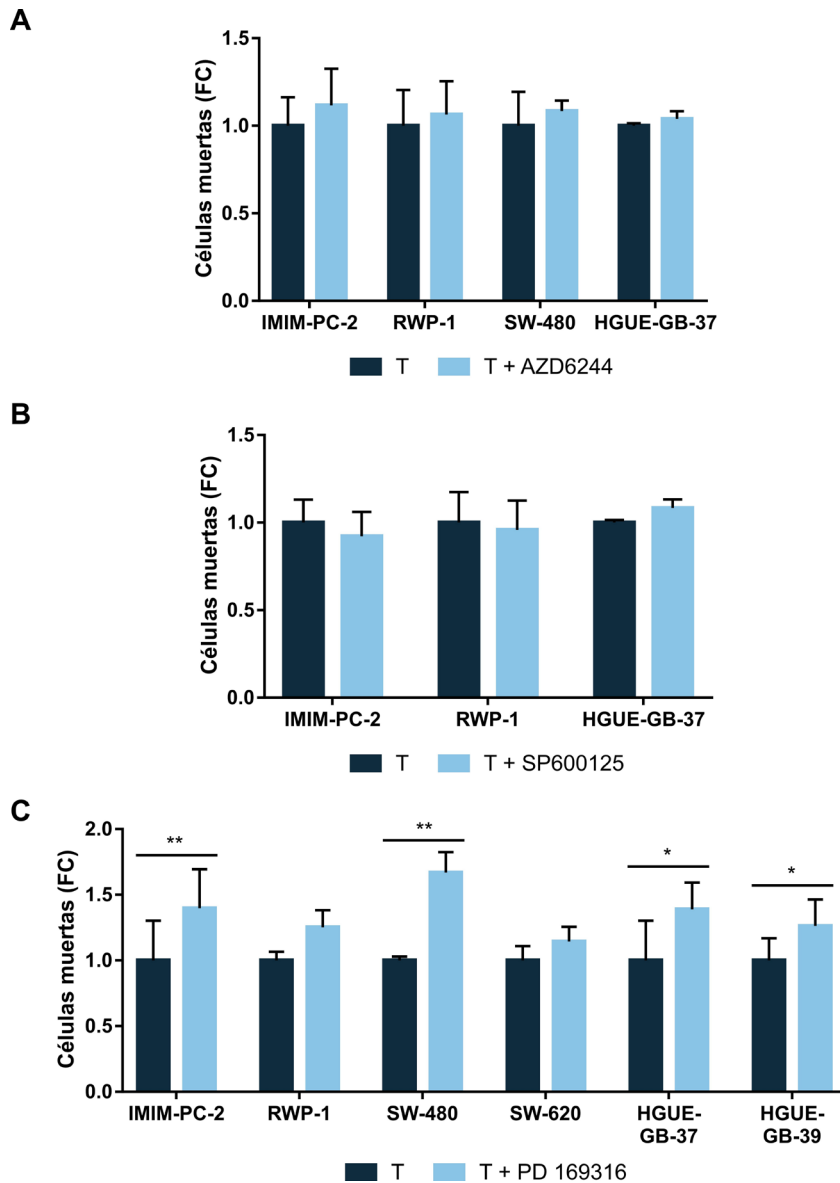 A
Células muertas (FC)
1.5
1.0
0.5
0.0
IMIM-PC-2 RWP-1 SW-480 HGUE-GB-37
T T + AZD6244
B
Células muertas (FC)
1.5
1.0
0.5
0.0
IMIM-PC-2 RWP-1 HGUE-GB-37
T T + SP600125
C
Células muertas (FC)
2.0
1.5
1.0
0.5
0.0
** ** * *
IMIM-PC-2 RWP-1 SW-480 SW-620 HGUE- HGUE-
GB-37 GB-39
T T + PD 169316